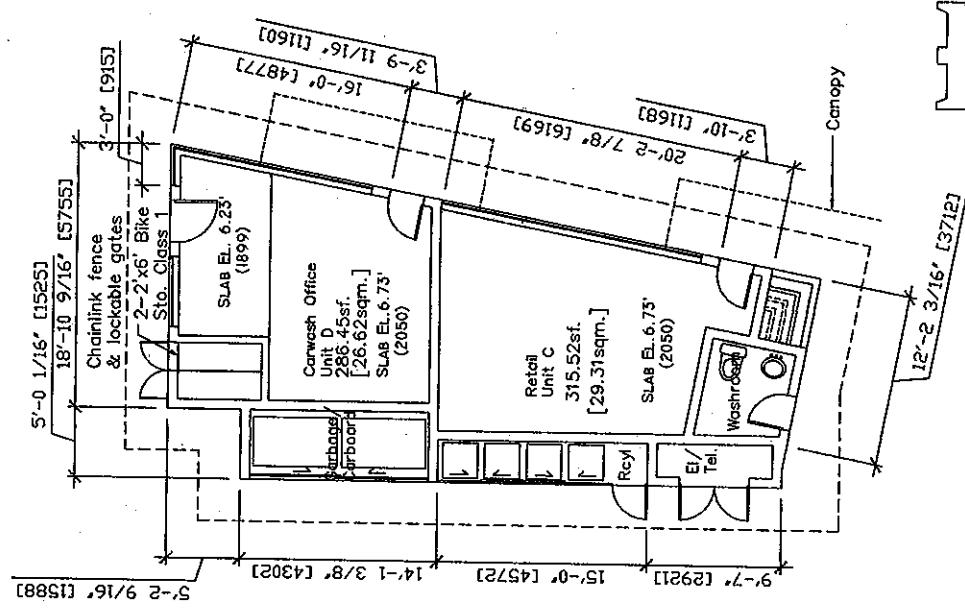 3'-0" [915]
5'-0 1/16" [1525]
18'-10 9/16" [5755]
Chainlink fence
& lockable gates
2-2'x6' Bike
Sto. Class 1
SLAB EL. 6.23'
(1899)
Carwash Office
Unit D
286.45sf.
[26.62sqm.]
SLAB EL.6.73'
(2050)
Garbage/
Carboard
Retail
Unit C
315.52sf.
[29.31sqm.]
SLAB EL.6.73'
(2050)
Washroom
Rcyl
El/
Tel.
16'-0" [4877]
3'-9 11/16" [1160]
20'-2 7/8" [6169]
3'-10" [1168]
Canopy
12'-2 3/16" [3712]
5'-2 9/16" [1588]
14'-1 3/8" [4302]
15'-0" [4572]
9'-7" [2921]